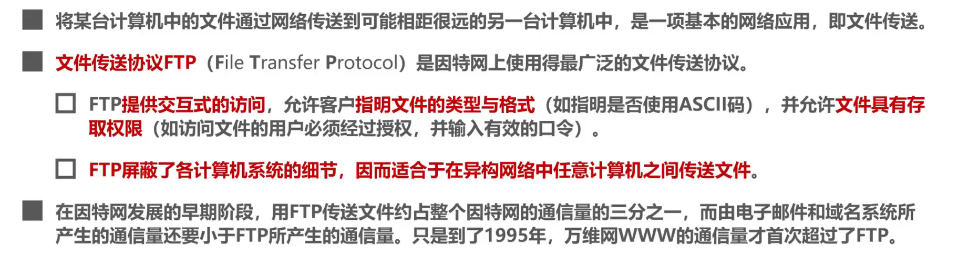 将某台计算机中的文件通过网络传送到可能相距很远的另一台计算机中，是一项基本的网络应用，即文件传送。
文件传送协议FTP（File Transfer Protocol）是因特网上使用得最广泛的文件传送协议。
FTP提供交互式的访问，允许客户指明文件的类型与格式（如指明是否使用ASCII码），并允许文件具有存
取权限（如访问文件的用户必须经过授权，并输入有效的口令）。
FTP屏蔽了各计算机系统的细节，因而适合于在异构网络中任意计算机之间传送文件。
在因特网发展的早期阶段，用FTP传送文件约占整个因特网的通信量的三分之一，而由电子邮件和域名系统所
产生的通信量还要小于FTP所产生的通信量。只是到了1995年，万维网WWW的通信量才首次超过了FTP。